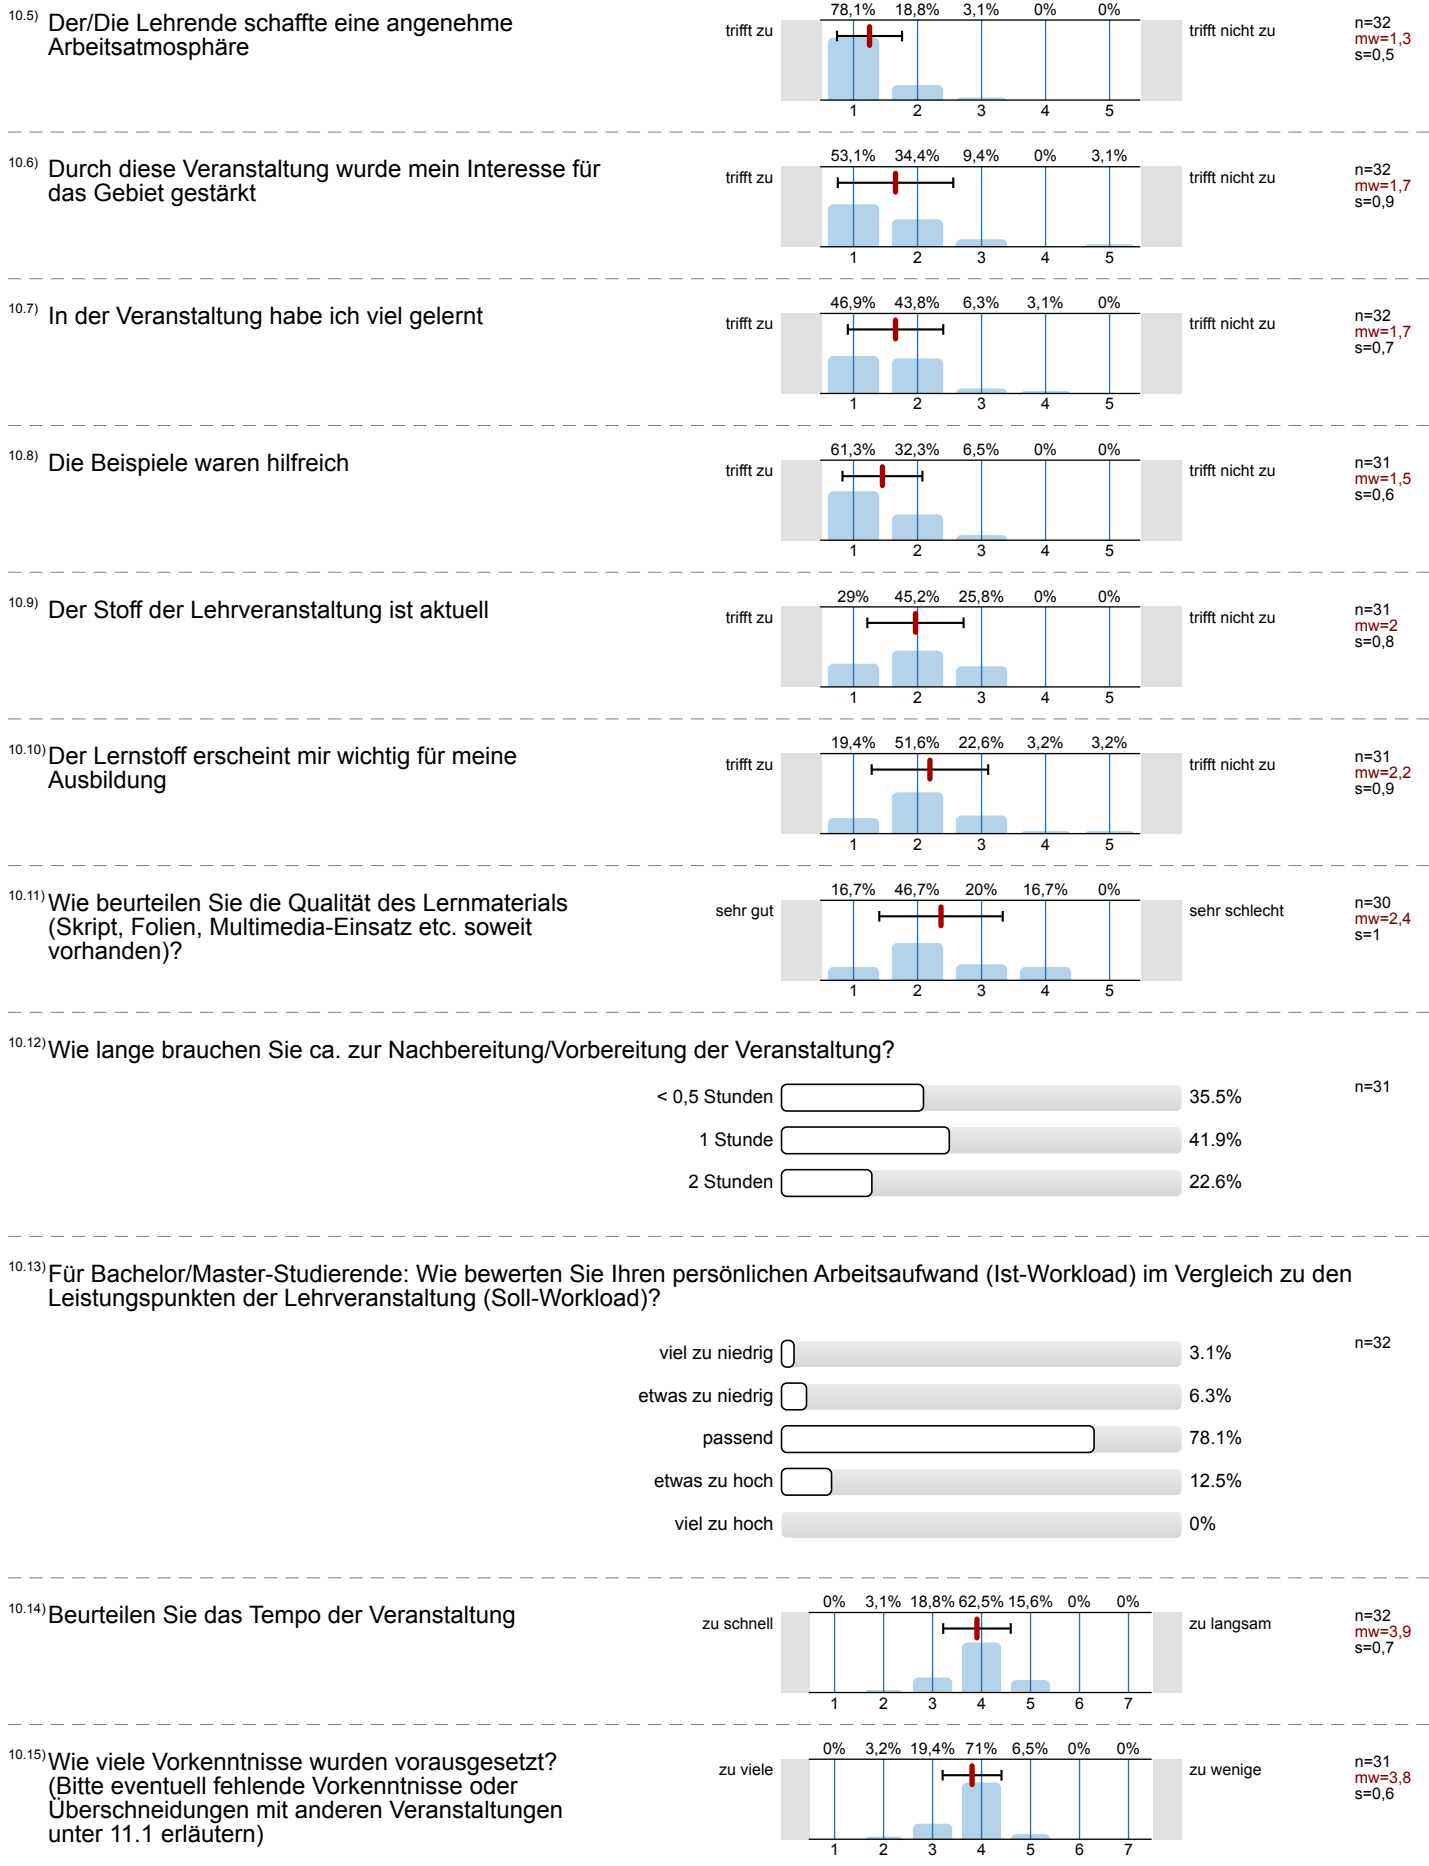 10.5) Der/Die Lehrende schaffte eine angenehme
Arbeitsatmosphäre
trifft zu
78,1% 18,8% 3,1% 0% 0%
1 2 3 4 5
trifft nicht zu
n=32
mw=1,3
s=0,5
10.6) Durch diese Veranstaltung wurde mein Interesse für
das Gebiet gestärkt
trifft zu
53,1% 34,4% 9,4% 0% 3,1%
1 2 3 4 5
trifft nicht zu
n=32
mw=1,7
s=0,9
10.7) In der Veranstaltung habe ich viel gelernt
trifft zu
46,9% 43,8% 6,3% 3,1% 0%
1 2 3 4 5
trifft nicht zu
n=32
mw=1,7
s=0,7
10.8) Die Beispiele waren hilfreich
trifft zu
61,3% 32,3% 6,5% 0% 0%
1 2 3 4 5
trifft nicht zu
n=31
mw=1,5
s=0,6
10.9) Der Stoff der Lehrveranstaltung ist aktuell
trifft zu
29% 45,2% 25,8% 0% 0%
1 2 3 4 5
trifft nicht zu
n=31
mw=2
s=0,8
10.10) Der Lernstoff erscheint mir wichtig für meine
Ausbildung
trifft zu
19,4% 51,6% 22,6% 3,2% 3,2%
1 2 3 4 5
trifft nicht zu
n=31
mw=2,2
s=0,9
10.11) Wie beurteilen Sie die Qualität des Lernmaterials
(Skript, Folien, Multimedia-Einsatz etc. soweit
vorhanden)?
sehr gut
16,7% 46,7% 20% 16,7% 0%
1 2 3 4 5
sehr schlecht
n=30
mw=2,4
s=1
10.12) Wie lange brauchen Sie ca. zur Nachbereitung/Vorbereitung der Veranstaltung?
n=31
< 0,5 Stunden 35.5%
1 Stunde 41.9%
2 Stunden 22.6%
10.13) Für Bachelor/Master-Studierende: Wie bewerten Sie Ihren persönlichen Arbeitsaufwand (Ist-Workload) im Vergleich zu den
Leistungspunkten der Lehrveranstaltung (Soll-Workload)?
n=32
viel zu niedrig 3.1%
etwas zu niedrig 6.3%
passend 78.1%
etwas zu hoch 12.5%
viel zu hoch 0%
10.14) Beurteilen Sie das Tempo der Veranstaltung
zu schnell
0% 3,1% 18,8% 62,5% 15,6% 0% 0%
1 2 3 4 5 6 7
zu langsam
n=32
mw=3,9
s=0,7
10.15) Wie viele Vorkenntnisse wurden vorausgesetzt?
(Bitte eventuell fehlende Vorkenntnisse oder
Überschneidungen mit anderen Veranstaltungen
unter 11.1 erläutern)
zu viele
0% 3,2% 19,4% 71% 6,5% 0% 0%
1 2 3 4 5 6 7
zu wenige
n=31
mw=3,8
s=0,6